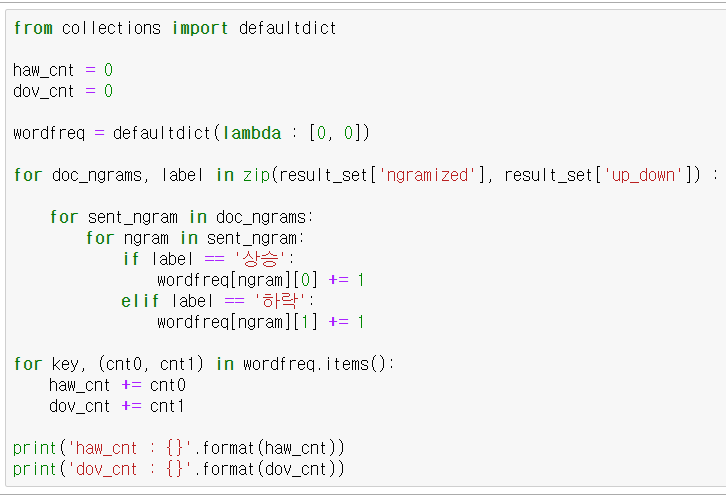 from collections import defaultdict

haw_cnt = 0
dov_cnt = 0

wordfreq = defaultdict(lambda : [0, 0])

for doc_ngrams, label in zip(result_set['ngramized'], result_set['up_down']) :

    for sent_ngram in doc_ngrams:
        for ngram in sent_ngram:
            if label == '상승':
                wordfreq[ngram][0] += 1
            elif label == '하락':
                wordfreq[ngram][1] += 1

for key, (cnt0, cnt1) in wordfreq.items():
    haw_cnt += cnt0
    dov_cnt += cnt1

print('haw_cnt : {}'.format(haw_cnt))
print('dov_cnt : {}'.format(dov_cnt))